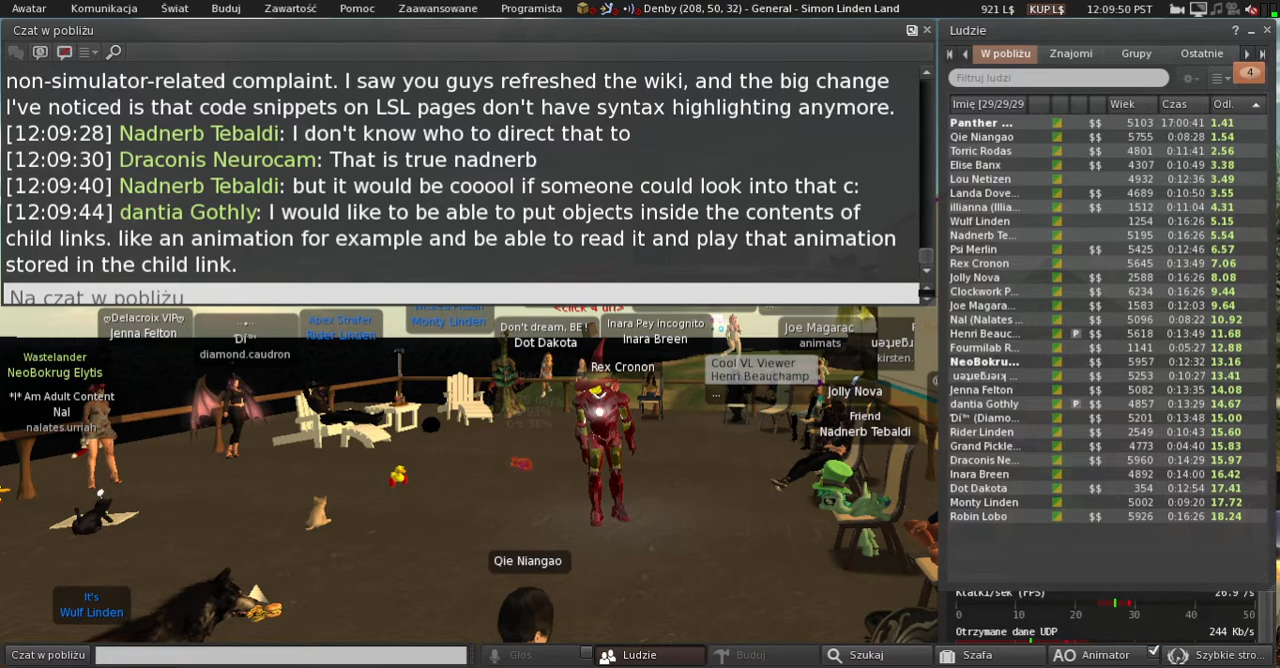 Awatar Komunikacja Świat Buduj Zawartość Pomoc Zaawansowane Programista Denby (208, 50, 32) - General - Simon Linden Land 921 L$ KUP L$ 12:09:50 PST
Czat w pobliżu
non-simulator-related complaint. I saw you guys refreshed the wiki, and the big change
I've noticed is that code snippets on LSL pages don't have syntax highlighting anymore.
[12:09:28] Nadnerb Tebaldi: I don't know who to direct that to
[12:09:30] Draconis Neurocam: That is true nadnerb
[12:09:40] Nadnerb Tebaldi: but it would be cooool if someone could look into that c:
[12:09:44] dantia Gothly: I would like to be able to put objects inside the contents of
child links. like an animation for example and be able to read it and play that animation
stored in the child link.
Na czat w pobliżu
Ludzie
W pobliżu Znajomi Grupy Ostatnie
Filtruj ludzi
4
Imię [29/29/29 Wiek Czas Odl.
Panther ... $$ 5103 17:00:41 1.41
Qie Niangao $$ 5755 0:08:28 1.54
Torric Rodas $$ 4801 0:11:41 2.56
Elise Banx $$ 4307 0:10:49 3.38
Lou Netizen 4932 0:12:36 3.49
Landa Dove... $$ 4689 0:10:50 3.55
illianna (Illia... $$ 1512 0:11:04 4.31
Wulf Linden 1254 0:16:26 5.15
Nadnerb Te... 5195 0:16:26 5.54
Psi Merlin $$ 5425 0:12:46 6.57
Rex Cronon 5645 0:13:49 7.06
Jolly Nova $$ 2588 0:16:26 8.08
Clockwork P... $$ 6234 0:16:26 9.44
Joe Magara... $$ 1583 0:12:03 9.64
Nal (Nalates ... $$ 5096 0:08:22 10.92
Henri Beauc... P $$ 5618 0:13:49 11.68
Fourmilab R... $$ 1141 0:05:27 12.88
NeoBokru... $$ 5957 0:12:32 13.16
$$ 5253 0:10:27 13.41
Jenna Felton $$ 5082 0:13:35 14.08
dantia Gothly P $$ 4857 0:13:29 14.67
(Diamo... $$ 5201 0:13:48 15.00
Rider Linden $$ 2549 0:10:43 15.60
Grand Pickle... $$ 4773 0:04:40 15.83
Draconis Ne... $$ 5960 0:14:29 15.97
Inara Breen 4892 0:14:00 16.42
Dot Dakota $$ 354 0:12:54 17.41
Monty Linden 5002 0:09:20 17.72
Robin Lobo $$ 5926 0:16:26 18.24
Klatki/sek (FPS) 26.9 /s
0 10 20 30 40 50
Otrzymane dane UDP 244 Kb/s
<click 4 url>
ღDelacroix VIPღ
Jenna Felton
diamond.caudron
Apex Strafer
Rider Linden
Monty Linden
Don't dream, BE !
Dot Dakota
Inara Pey incognito
Inara Breen
Joe Magarac
animats
kirsten.
Wastelander
NeoBokrug Elytis
*!* Am Adult Content
Nal
nalates.urriah
Rex Cronon
Cool VL Viewer
Henri Beauchamp
...
Jolly Nova
Friend
Nadnerb Tebaldi
Qie Niangao
It's
Wulf Linden
Czat w pobliżu Głos Ludzie Buduj Szukaj Szafa AO Animator Szybkie stro...